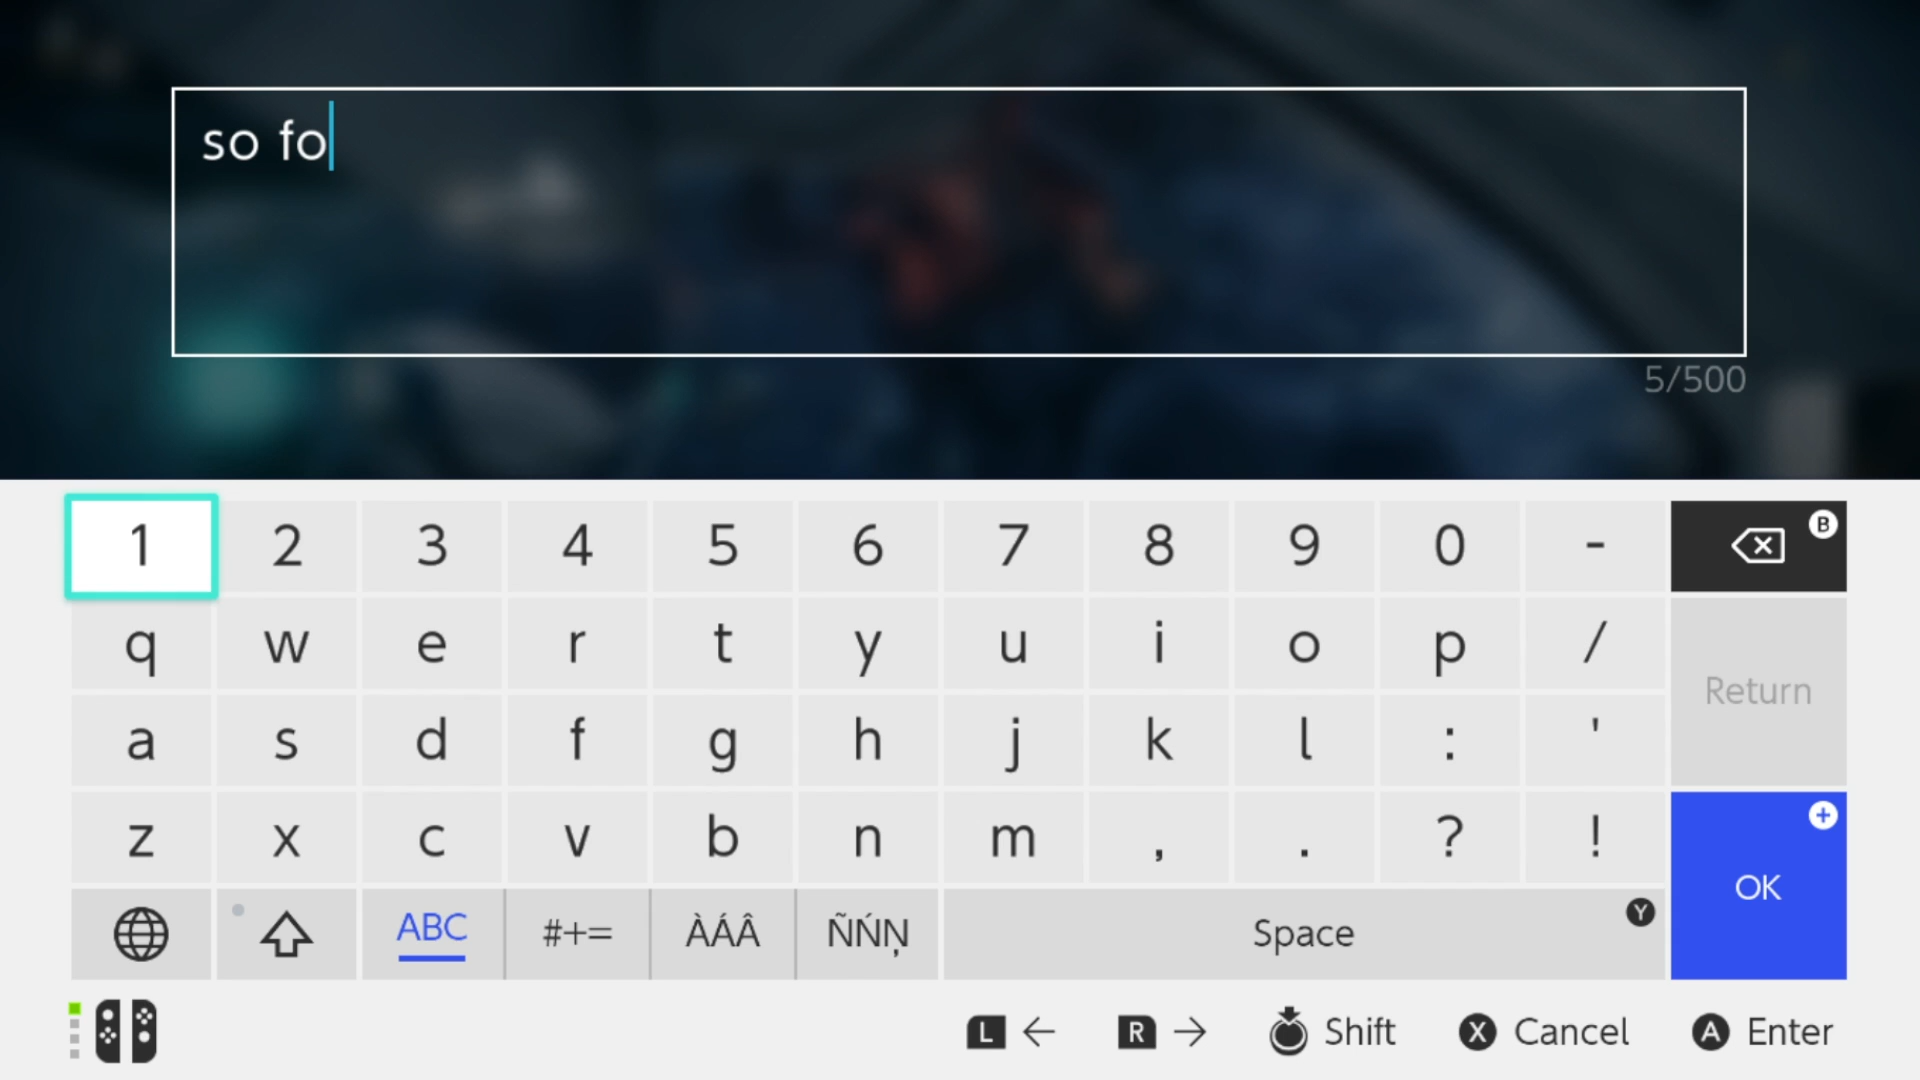 so fo
5/500
1 2 3 4 5 6 7 8 9 0 - B
q w e r t y u i o p / Return
a s d f g h j k l : '
z x c v b n m , . ? ! + OK
ABC #+= ÀÁÂ ÑŃŅ Space Y
L ← R → Shift X Cancel A Enter